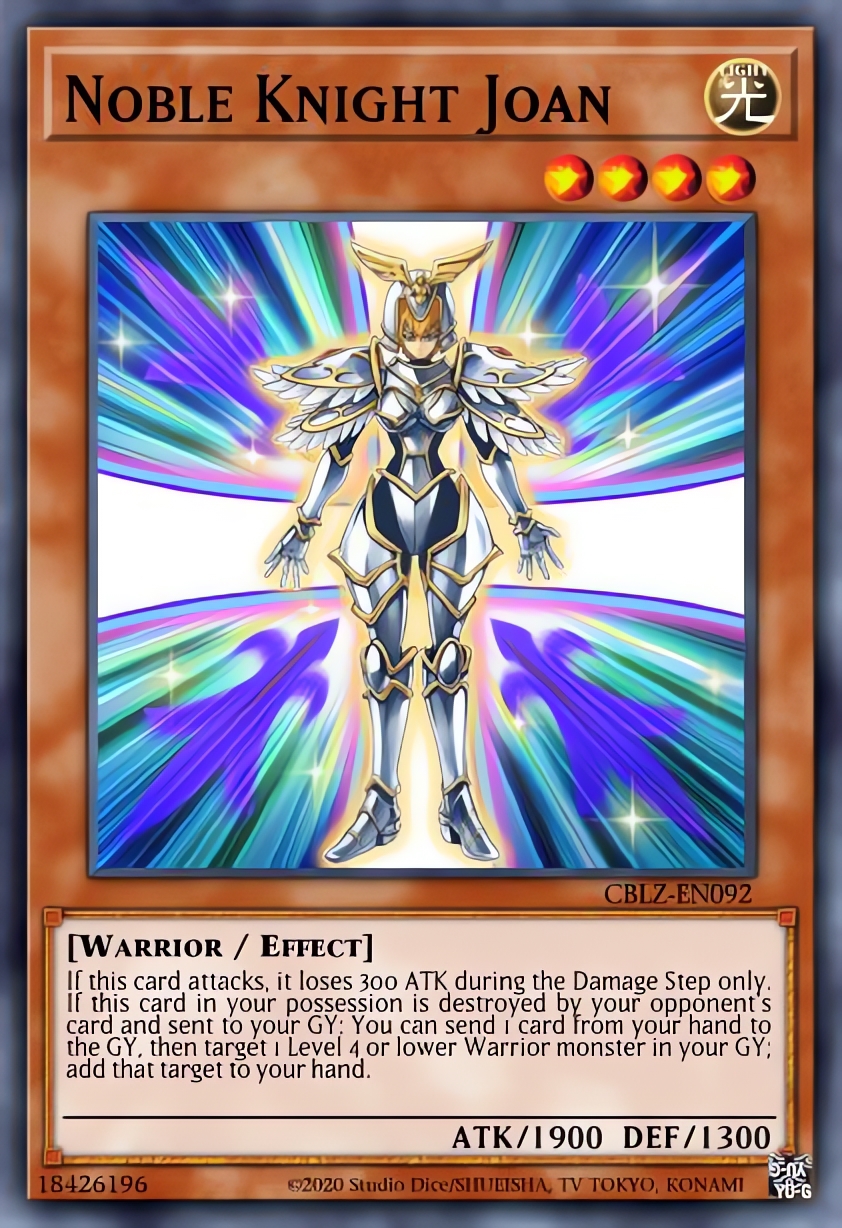 Noble Knight Joan
LIGHT
光
CBLZ-EN092
[Warrior / Effect]
If this card attacks, it loses 300 ATK during the Damage Step only.
If this card in your possession is destroyed by your opponent's
card and sent to your GY: You can send 1 card from your hand to
the GY, then target 1 Level 4 or lower Warrior monster in your GY;
add that target to your hand.
ATK/1900 DEF/1300
18426196
©2020 Studio Dice/SHUEISHA, TV TOKYO, KONAMI